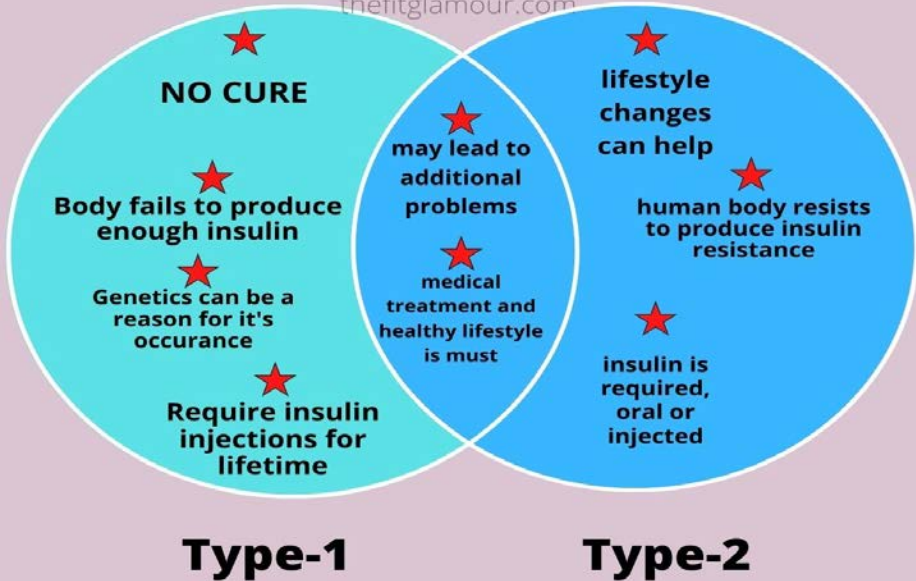 thefitglamour.com
NO CURE
Body fails to produce
enough insulin
Genetics can be a
reason for it's
occurance
Require insulin
injections for
lifetime
may lead to
additional
problems
medical
treatment and
healthy lifestyle
is must
lifestyle
changes
can help
human body resists
to produce insulin
resistance
insulin is
required,
oral or
injected
Type-1
Type-2